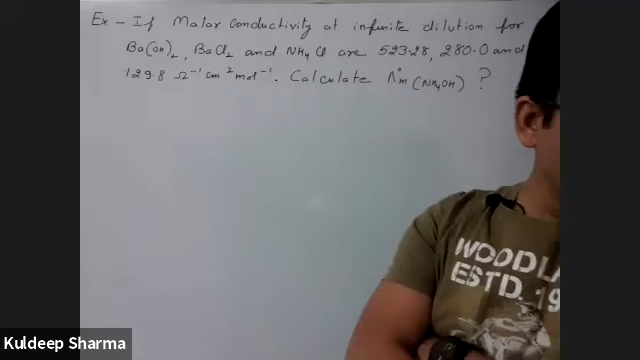 Ex - If Molar conductivity at infinite dilution for
Ba(OH)₂, BaCl₂ and NH₄Cl are 523.28, 280.0 and
129.8 Ω⁻¹ cm² mol⁻¹. Calculate Λ°m (NH₄OH) ?
WOODLA
ESTD. 19
Kuldeep Sharma